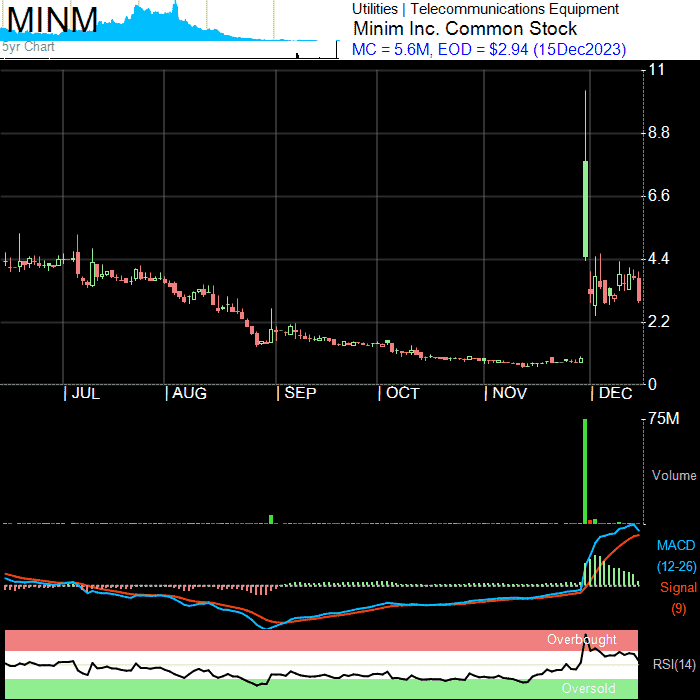 MINM
5yr Chart
Utilities | Telecommunications Equipment
Minim Inc. Common Stock
MC = 5.6M, EOD = $2.94 (15Dec2023)
11
8.8
6.6
4.4
2.2
0
| JUL | AUG | SEP | OCT | NOV | DEC
75M
Volume
MACD
(12-26)
Signal
(9)
Overbought
RSI(14)
Oversold